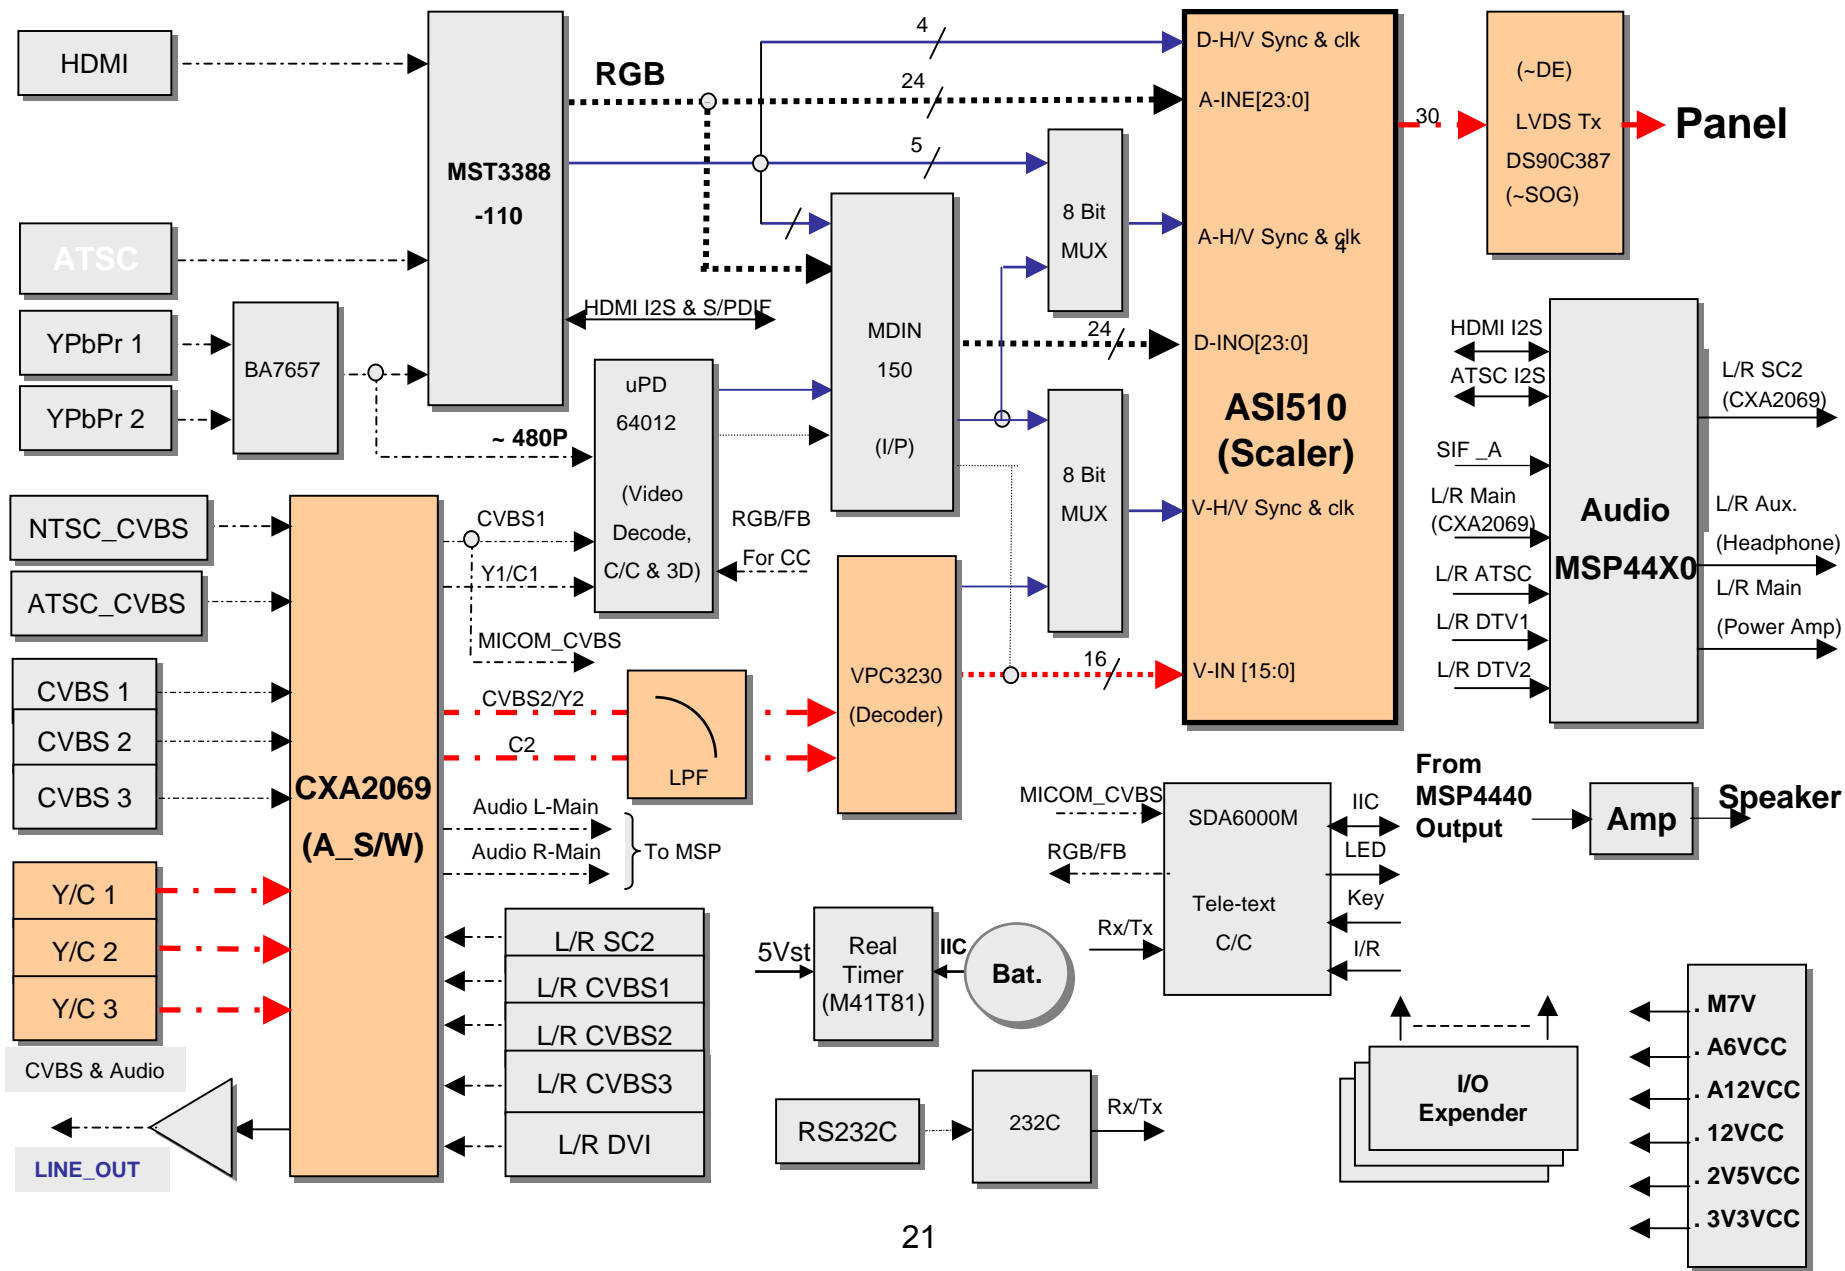 HDMI
ATSC
YPbPr 1
YPbPr 2
BA7657
MST3388
-110
RGB
4
24
5
HDMI I2S & S/PDIF
~ 480P
uPD
64012
(Video
Decode,
C/C & 3D)
MDIN
150
(I/P)
8 Bit
MUX
8 Bit
MUX
24
D-H/V Sync & clk
A-INE[23:0]
A-H/V Sync & clk
4
D-INO[23:0]
ASI510
(Scaler)
V-H/V Sync & clk
V-IN [15:0]
30
(~DE)
LVDS Tx
DS90C387
(~SOG)
Panel
NTSC_CVBS
ATSC_CVBS
CVBS 1
CVBS 2
CVBS 3
Y/C 1
Y/C 2
Y/C 3
CVBS & Audio
LINE_OUT
CXA2069
(A_S/W)
CVBS1
Y1/C1
MICOM_CVBS
RGB/FB
For CC
CVBS2/Y2
C2
LPF
VPC3230
(Decoder)
16
Audio L-Main
Audio R-Main
To MSP
L/R SC2
L/R CVBS1
L/R CVBS2
L/R CVBS3
L/R DVI
HDMI I2S
ATSC I2S
SIF _A
L/R Main
(CXA2069)
L/R ATSC
L/R DTV1
L/R DTV2
Audio
MSP44X0
L/R SC2
(CXA2069)
L/R Aux.
(Headphone)
L/R Main
(Power Amp)
From
MSP4440
Output
Amp
Speaker
MICOM_CVBS
RGB/FB
Rx/Tx
SDA6000M
Tele-text
C/C
IIC
LED
Key
I/R
5Vst
Real
Timer
(M41T81)
IIC
Bat.
RS232C
232C
Rx/Tx
I/O
Expender
. M7V
. A6VCC
. A12VCC
. 12VCC
. 2V5VCC
. 3V3VCC
21